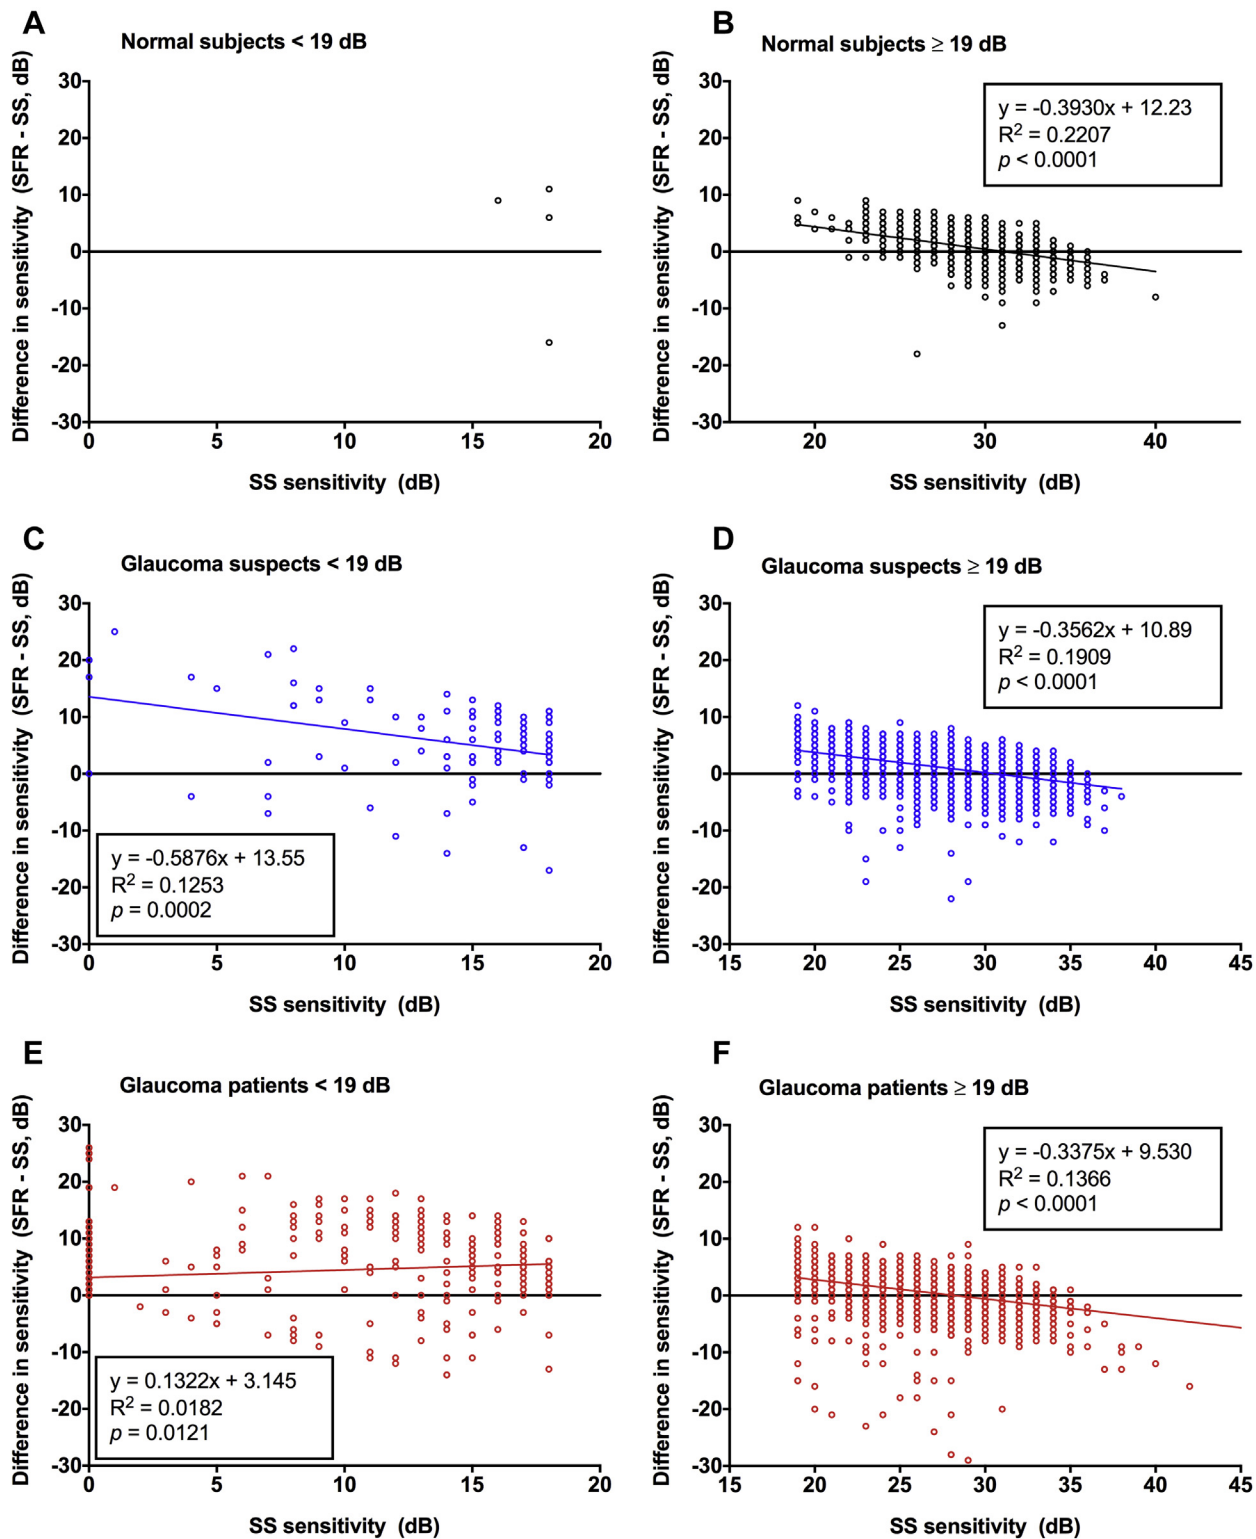 A
Normal subjects < 19 dB
Difference in sensitivity (SFR - SS, dB)
30
20
10
0
-10
-20
-30
0
5
10
15
20
SS sensitivity (dB)
B
Normal subjects ≥ 19 dB
Difference in sensitivity (SFR - SS, dB)
30
20
10
0
-10
-20
-30
y = -0.3930x + 12.23
R² = 0.2207
p < 0.0001
20
30
40
SS sensitivity (dB)
C
Glaucoma suspects < 19 dB
Difference in sensitivity (SFR - SS, dB)
30
20
10
0
-10
-20
-30
y = -0.5876x + 13.55
R² = 0.1253
p = 0.0002
0
5
10
15
20
SS sensitivity (dB)
D
Glaucoma suspects ≥ 19 dB
Difference in sensitivity (SFR - SS, dB)
30
20
10
0
-10
-20
-30
y = -0.3562x + 10.89
R² = 0.1909
p < 0.0001
15
20
25
30
35
40
45
SS sensitivity (dB)
E
Glaucoma patients < 19 dB
Difference in sensitivity (SFR - SS, dB)
30
20
10
0
-10
-20
-30
y = 0.1322x + 3.145
R² = 0.0182
p = 0.0121
0
5
10
15
20
SS sensitivity (dB)
F
Glaucoma patients ≥ 19 dB
Difference in sensitivity (SFR - SS, dB)
30
20
10
0
-10
-20
-30
y = -0.3375x + 9.530
R² = 0.1366
p < 0.0001
15
20
25
30
35
40
45
SS sensitivity (dB)